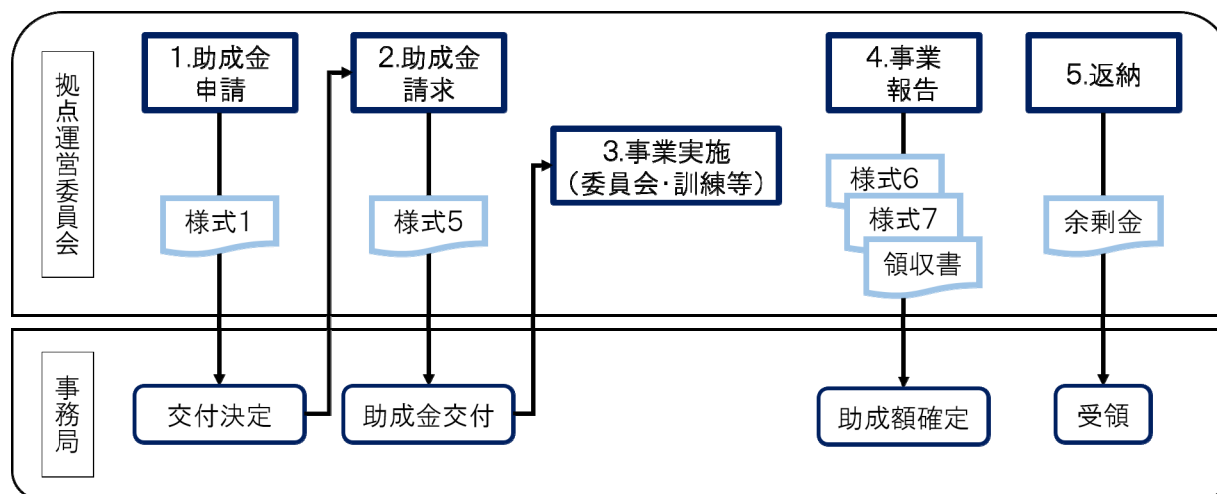 拠点運営委員会
1.助成金
申請
2.助成金
請求
3.事業実施
（委員会・訓練等）
4.事業
報告
5.返納
様式1
様式5
様式6
様式7
領収書
余剰金
事務局
交付決定
助成金交付
助成額確定
受領